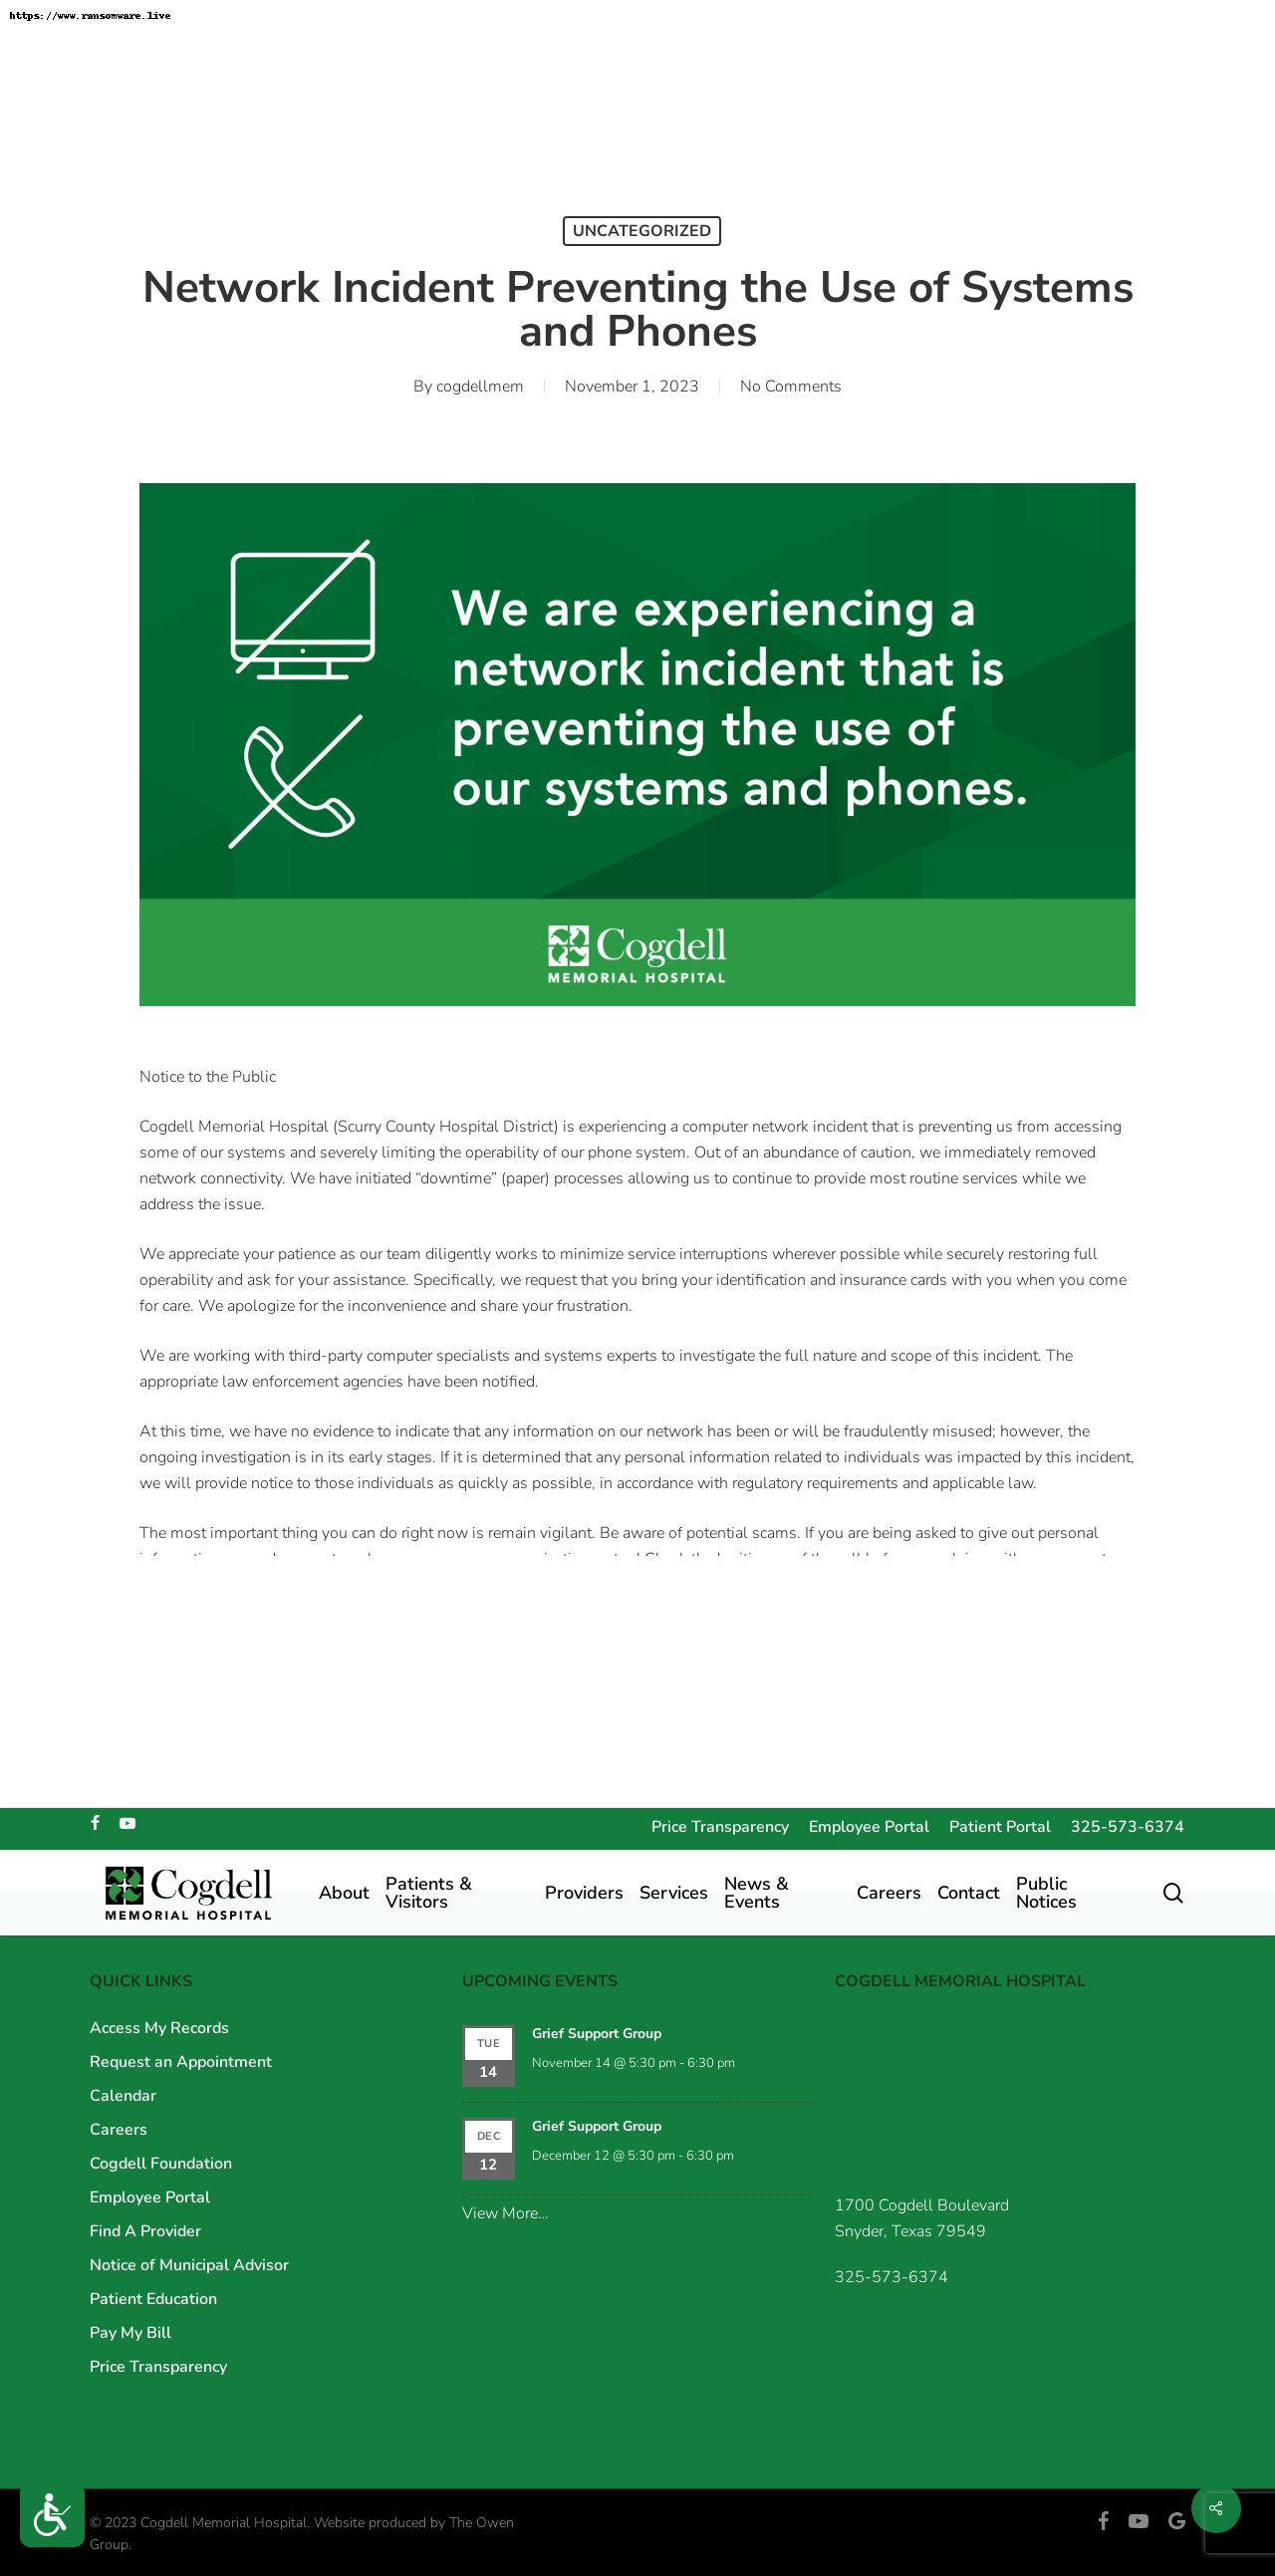 https://www.ransomware.live
UNCATEGORIZED
Network Incident Preventing the Use of Systems
and Phones
By cogdellmem
November 1, 2023
No Comments
We are experiencing a
network incident that is
preventing the use of
our systems and phones.
Cogdell
MEMORIAL HOSPITAL
Notice to the Public
Cogdell Memorial Hospital (Scurry County Hospital District) is experiencing a computer network incident that is preventing us from accessing
some of our systems and severely limiting the operability of our phone system. Out of an abundance of caution, we immediately removed
network connectivity. We have initiated “downtime” (paper) processes allowing us to continue to provide most routine services while we
address the issue.
We appreciate your patience as our team diligently works to minimize service interruptions wherever possible while securely restoring full
operability and ask for your assistance. Specifically, we request that you bring your identification and insurance cards with you when you come
for care. We apologize for the inconvenience and share your frustration.
We are working with third-party computer specialists and systems experts to investigate the full nature and scope of this incident. The
appropriate law enforcement agencies have been notified.
At this time, we have no evidence to indicate that any information on our network has been or will be fraudulently misused; however, the
ongoing investigation is in its early stages. If it is determined that any personal information related to individuals was impacted by this incident,
we will provide notice to those individuals as quickly as possible, in accordance with regulatory requirements and applicable law.
The most important thing you can do right now is remain vigilant. Be aware of potential scams. If you are being asked to give out personal
Price Transparency
Employee Portal
Patient Portal
325-573-6374
Cogdell
MEMORIAL HOSPITAL
About
Patients &
Visitors
Providers
Services
News &
Events
Careers
Contact
Public
Notices
QUICK LINKS
Access My Records
Request an Appointment
Calendar
Careers
Cogdell Foundation
Employee Portal
Find A Provider
Notice of Municipal Advisor
Patient Education
Pay My Bill
Price Transparency
UPCOMING EVENTS
TUE
14
Grief Support Group
November 14 @ 5:30 pm - 6:30 pm
DEC
12
Grief Support Group
December 12 @ 5:30 pm - 6:30 pm
View More…
COGDELL MEMORIAL HOSPITAL
1700 Cogdell Boulevard
Snyder, Texas 79549
325-573-6374
© 2023 Cogdell Memorial Hospital. Website produced by The Owen
Group.